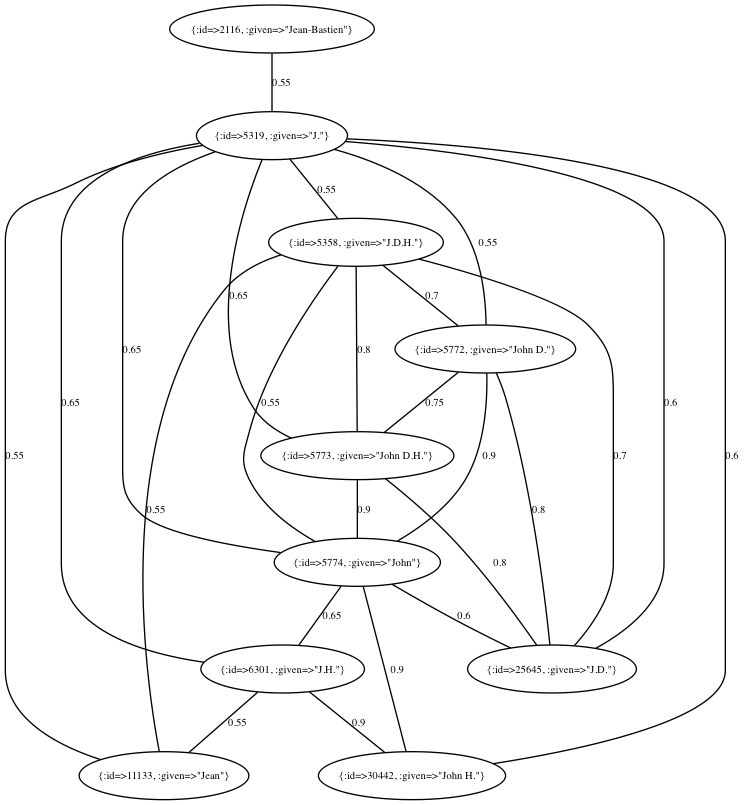 {:id=>2116, :given=>"Jean-Bastien"}
0.55
{:id=>5319, :given=>"J."}
0.55
{:id=>5358, :given=>"J.D.H."}
0.55
0.65
0.7
{:id=>5772, :given=>"John D."}
0.65
0.8
0.65
0.55
0.75
0.6
{:id=>5773, :given=>"John D.H."}
0.55
0.9
0.7
0.6
0.55
0.9
0.8
{:id=>5774, :given=>"John"}
0.8
0.65
0.6
{:id=>6301, :given=>"J.H."}
0.9
{:id=>25645, :given=>"J.D."}
0.55
0.9
{:id=>11133, :given=>"Jean"}
{:id=>30442, :given=>"John H."}